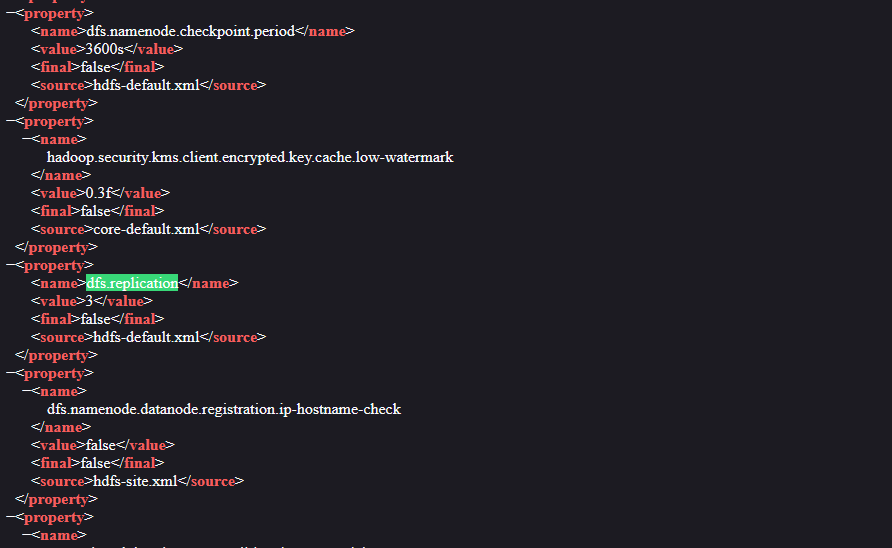 −<property>
<name>dfs.namenode.checkpoint.period</name>
<value>3600s</value>
<final>false</final>
<source>hdfs-default.xml</source>
</property>
−<property>
−<name>
hadoop.security.kms.client.encrypted.key.cache.low-watermark
</name>
<value>0.3f</value>
<final>false</final>
<source>core-default.xml</source>
</property>
−<property>
<name>dfs.replication</name>
<value>3</value>
<final>false</final>
<source>hdfs-default.xml</source>
</property>
−<property>
−<name>
dfs.namenode.datanode.registration.ip-hostname-check
</name>
<value>false</value>
<final>false</final>
<source>hdfs-site.xml</source>
</property>
−<property>
−<name>